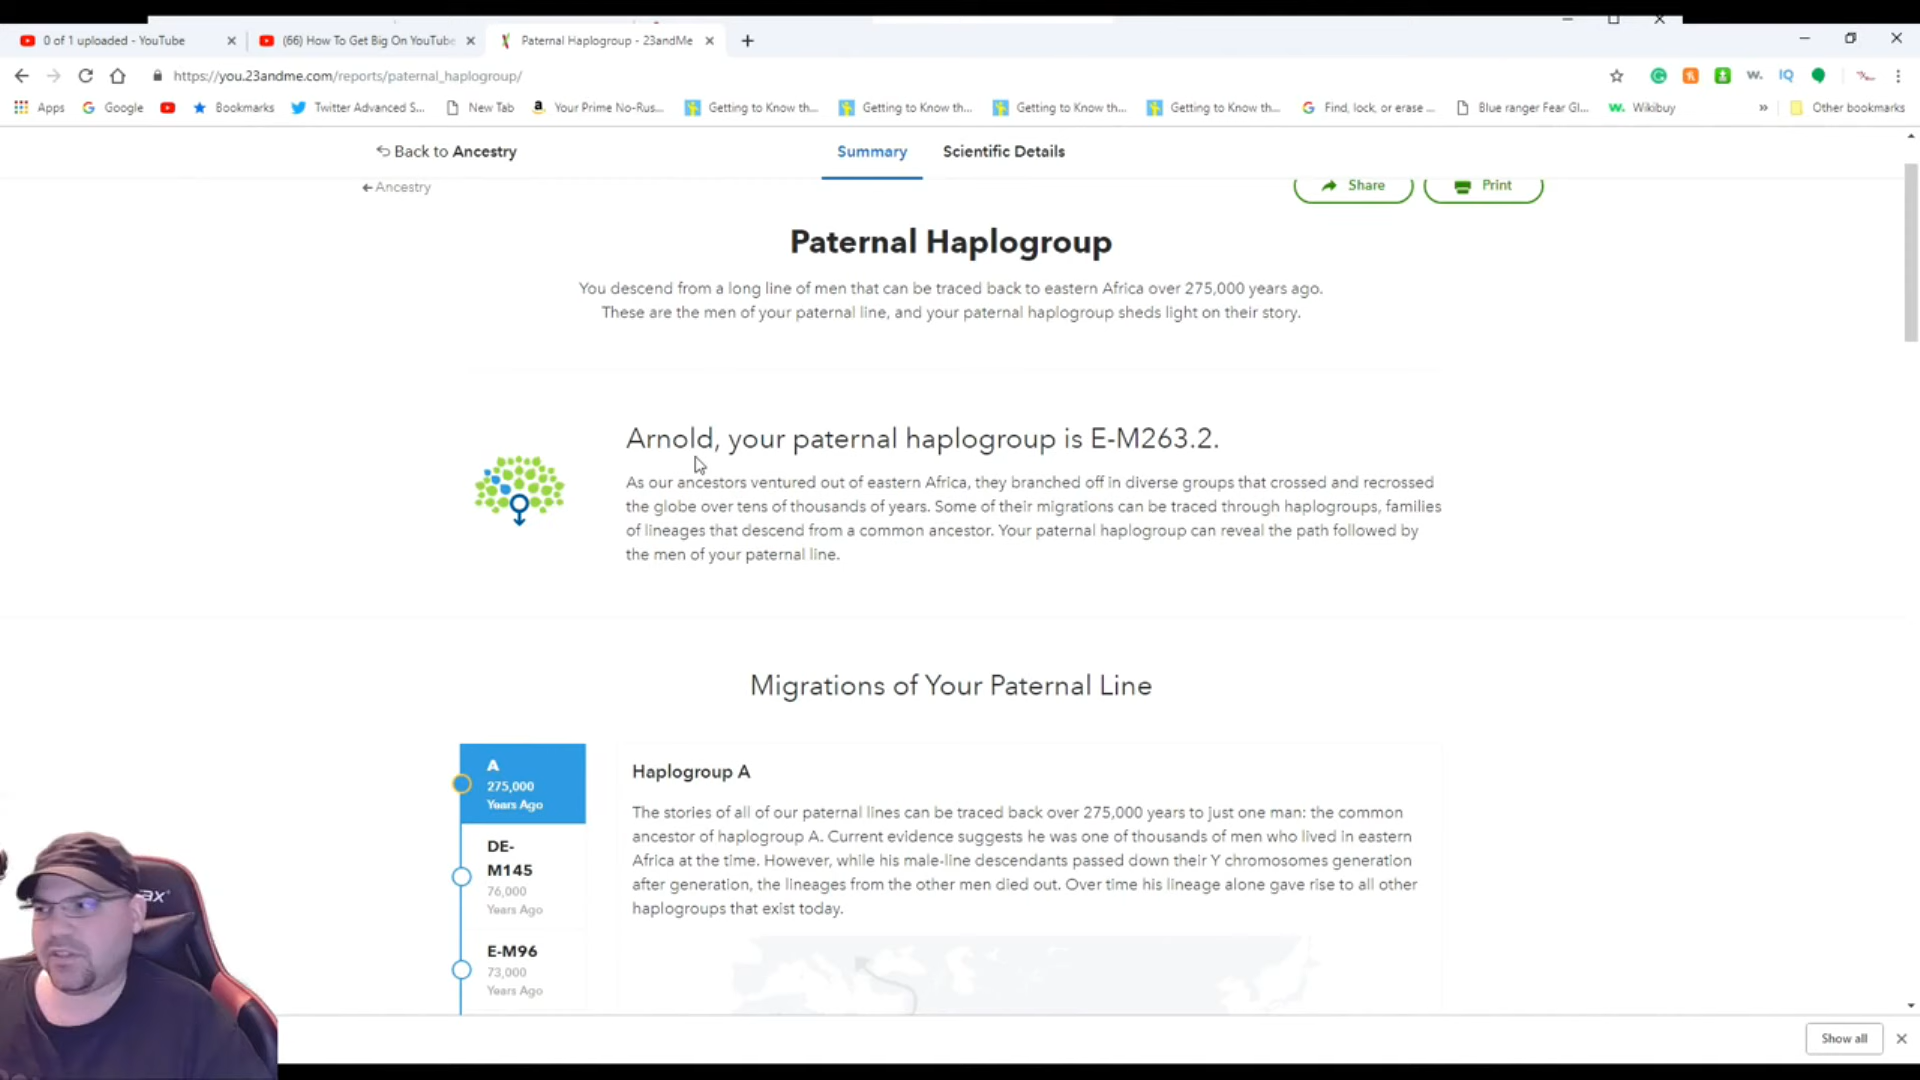 0 of 1 uploaded - YouTube
(66) How To Get Big On YouTube
Paternal Haplogroup - 23andMe
https://you.23andme.com/reports/paternal_haplogroup/
Apps
Google
Bookmarks
Twitter Advanced S...
New Tab
Your Prime No-Rus...
Getting to Know th...
Getting to Know th...
Getting to Know th...
Getting to Know th...
Find, lock, or erase ...
Blue ranger Fear Gl...
Wikibuy
Other bookmarks
Back to Ancestry
Summary
Scientific Details
Ancestry
Share
Print
Paternal Haplogroup
You descend from a long line of men that can be traced back to eastern Africa over 275,000 years ago.
These are the men of your paternal line, and your paternal haplogroup sheds light on their story.
Arnold, your paternal haplogroup is E-M263.2.
As our ancestors ventured out of eastern Africa, they branched off in diverse groups that crossed and recrossed
the globe over tens of thousands of years. Some of their migrations can be traced through haplogroups, families
of lineages that descend from a common ancestor. Your paternal haplogroup can reveal the path followed by
the men of your paternal line.
Migrations of Your Paternal Line
A
275,000
Years Ago
DE-
M145
76,000
Years Ago
E-M96
73,000
Years Ago
Haplogroup A
The stories of all of our paternal lines can be traced back over 275,000 years to just one man: the common
ancestor of haplogroup A. Current evidence suggests he was one of thousands of men who lived in eastern
Africa at the time. However, while his male-line descendants passed down their Y chromosomes generation
after generation, the lineages from the other men died out. Over time his lineage alone gave rise to all other
haplogroups that exist today.
Show all